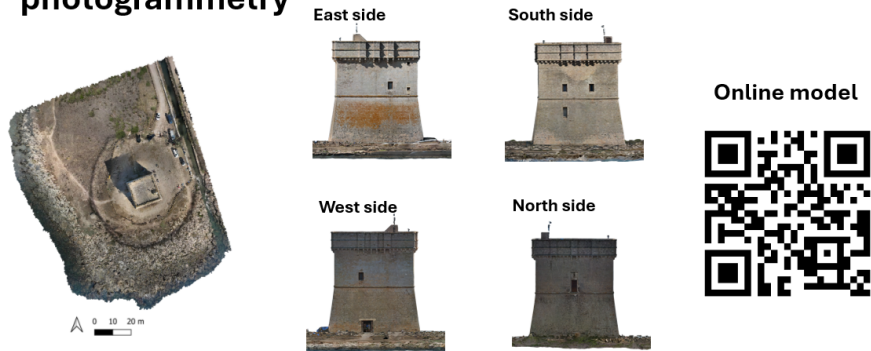 photogrammetry
East side
South side
Online model
West side
North side
0 10 20 m